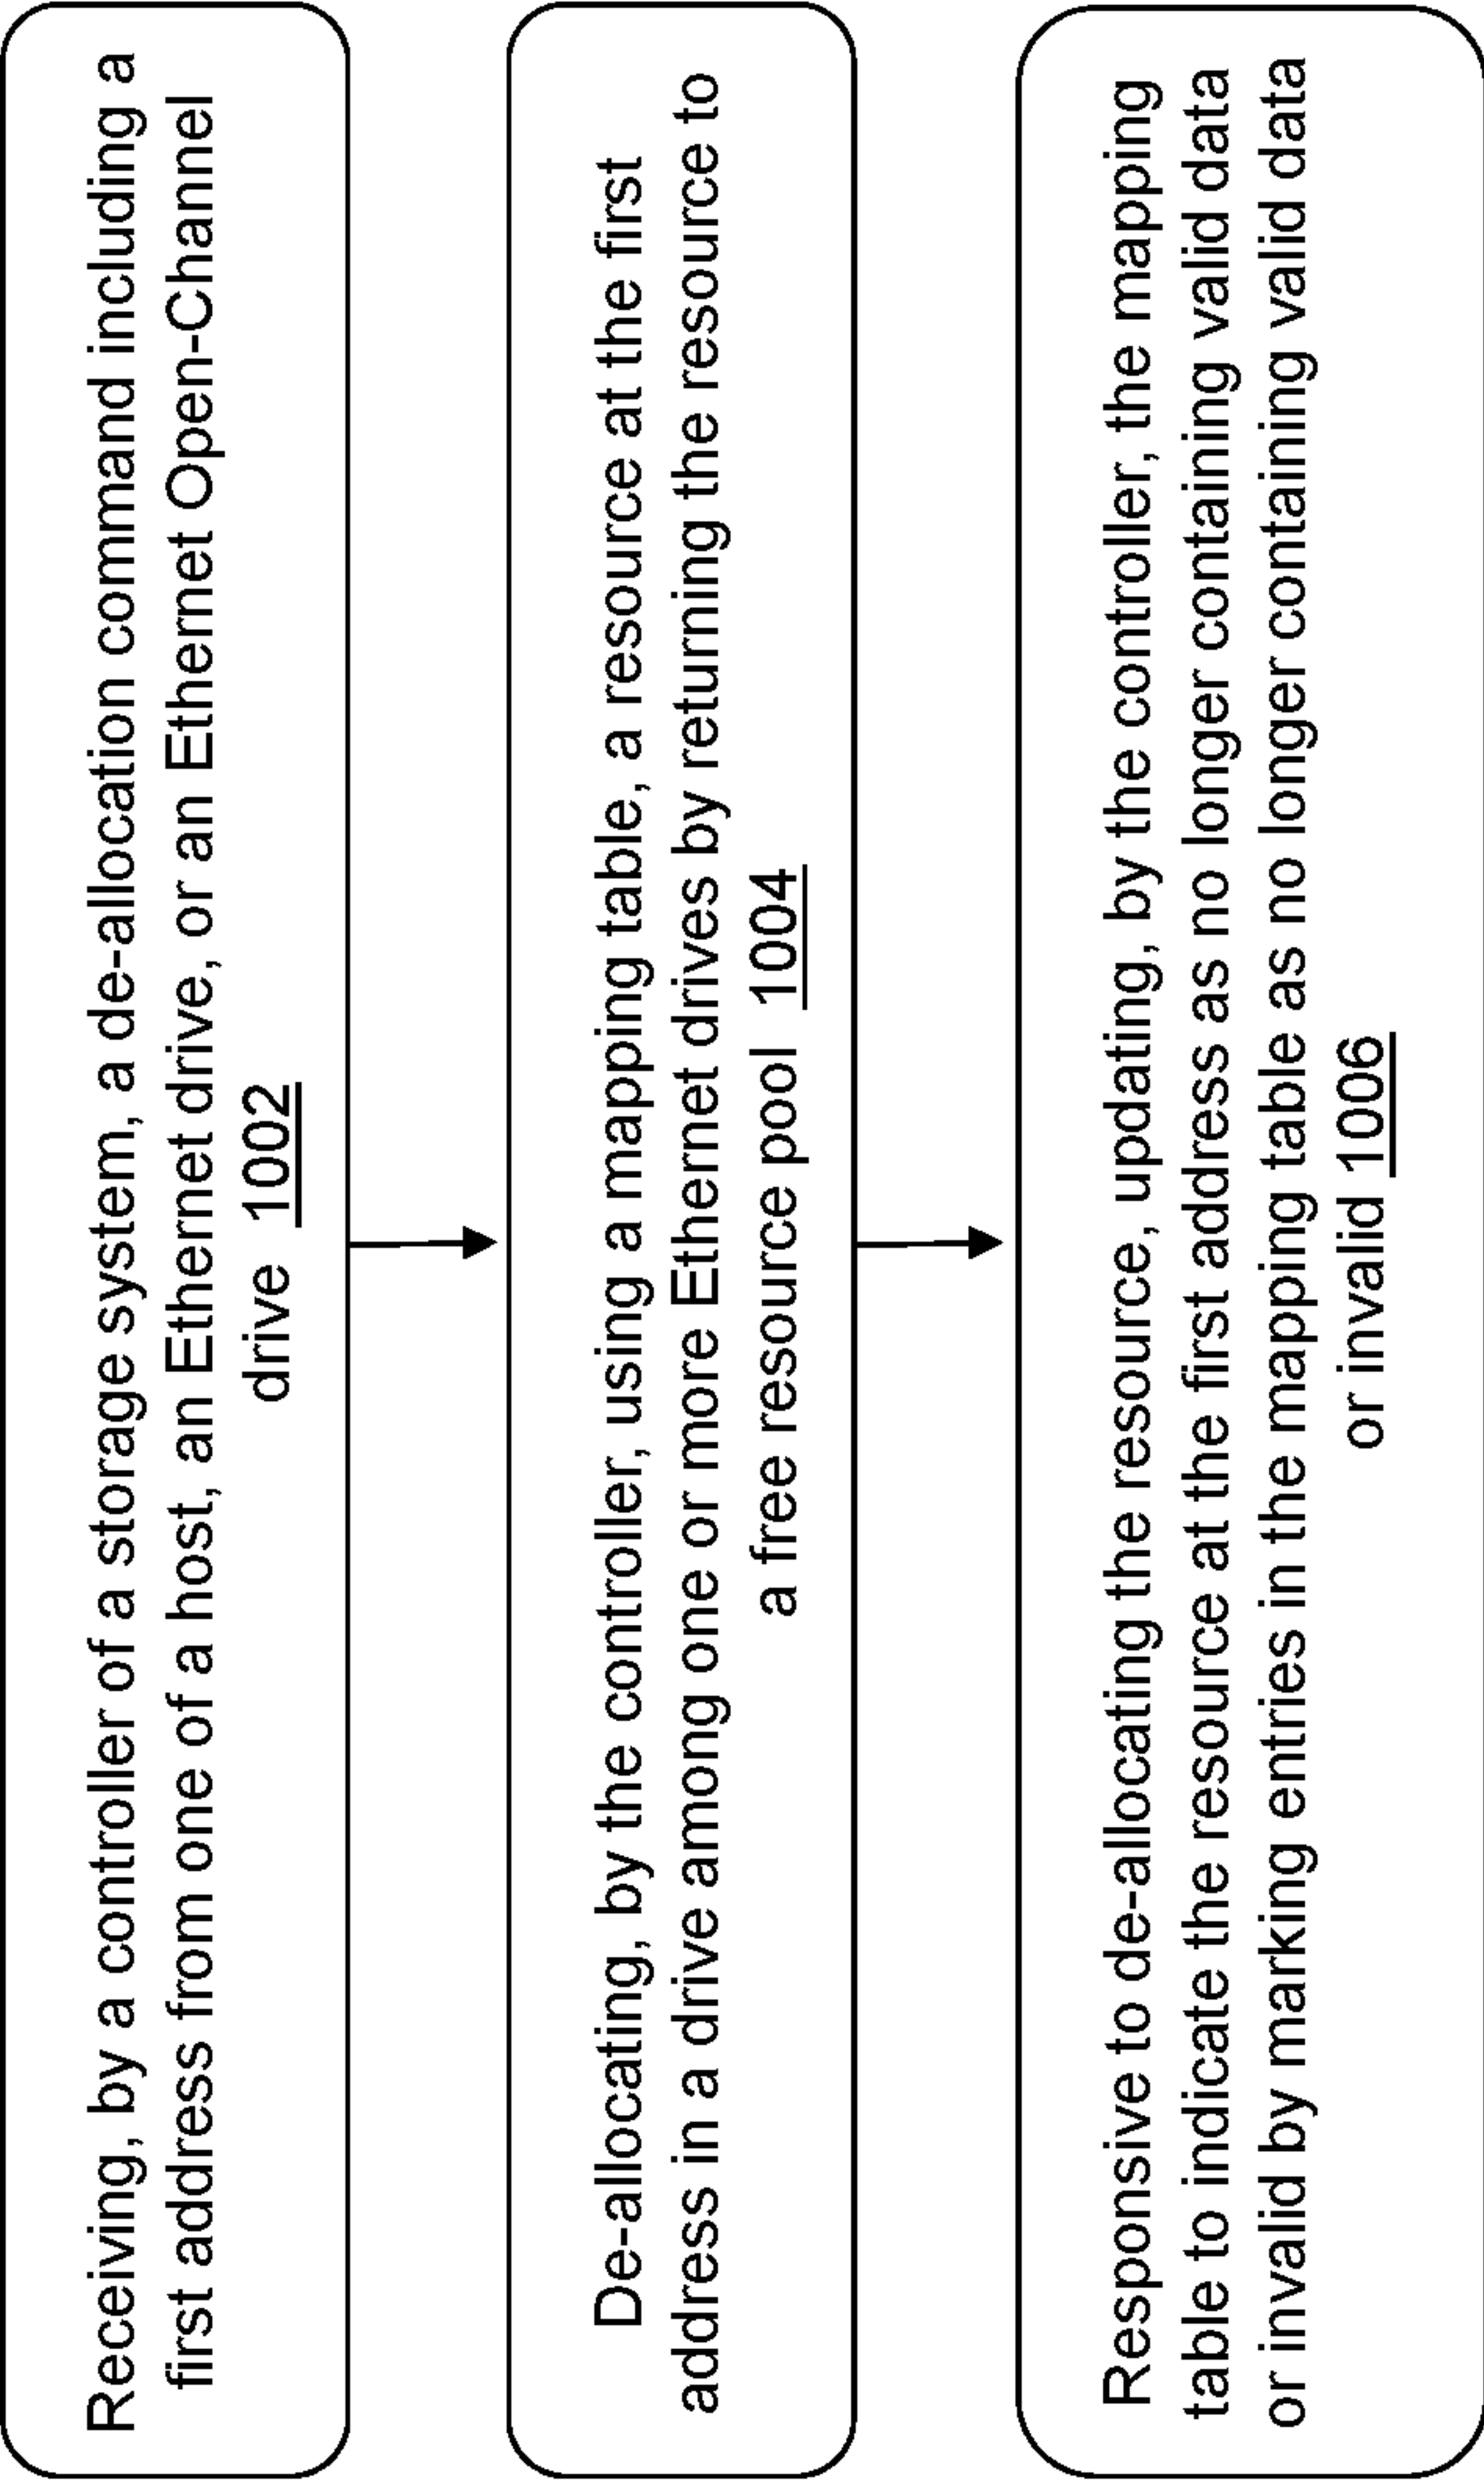 Receiving, by a controller of a storage system, a de-allocation command including a
first address from one of a host, an Ethernet drive, or an Ethernet Open-Channel
drive 1002
De-allocating, by the controller, using a mapping table, a resource at the first
address in a drive among one or more Ethernet drives by returning the resource to
a free resource pool 1004
Responsive to de-allocating the resource, updating, by the controller, the mapping
table to indicate the resource at the first address as no longer containing valid data
or invalid by marking entries in the mapping table as no longer containing valid data
or invalid 1006